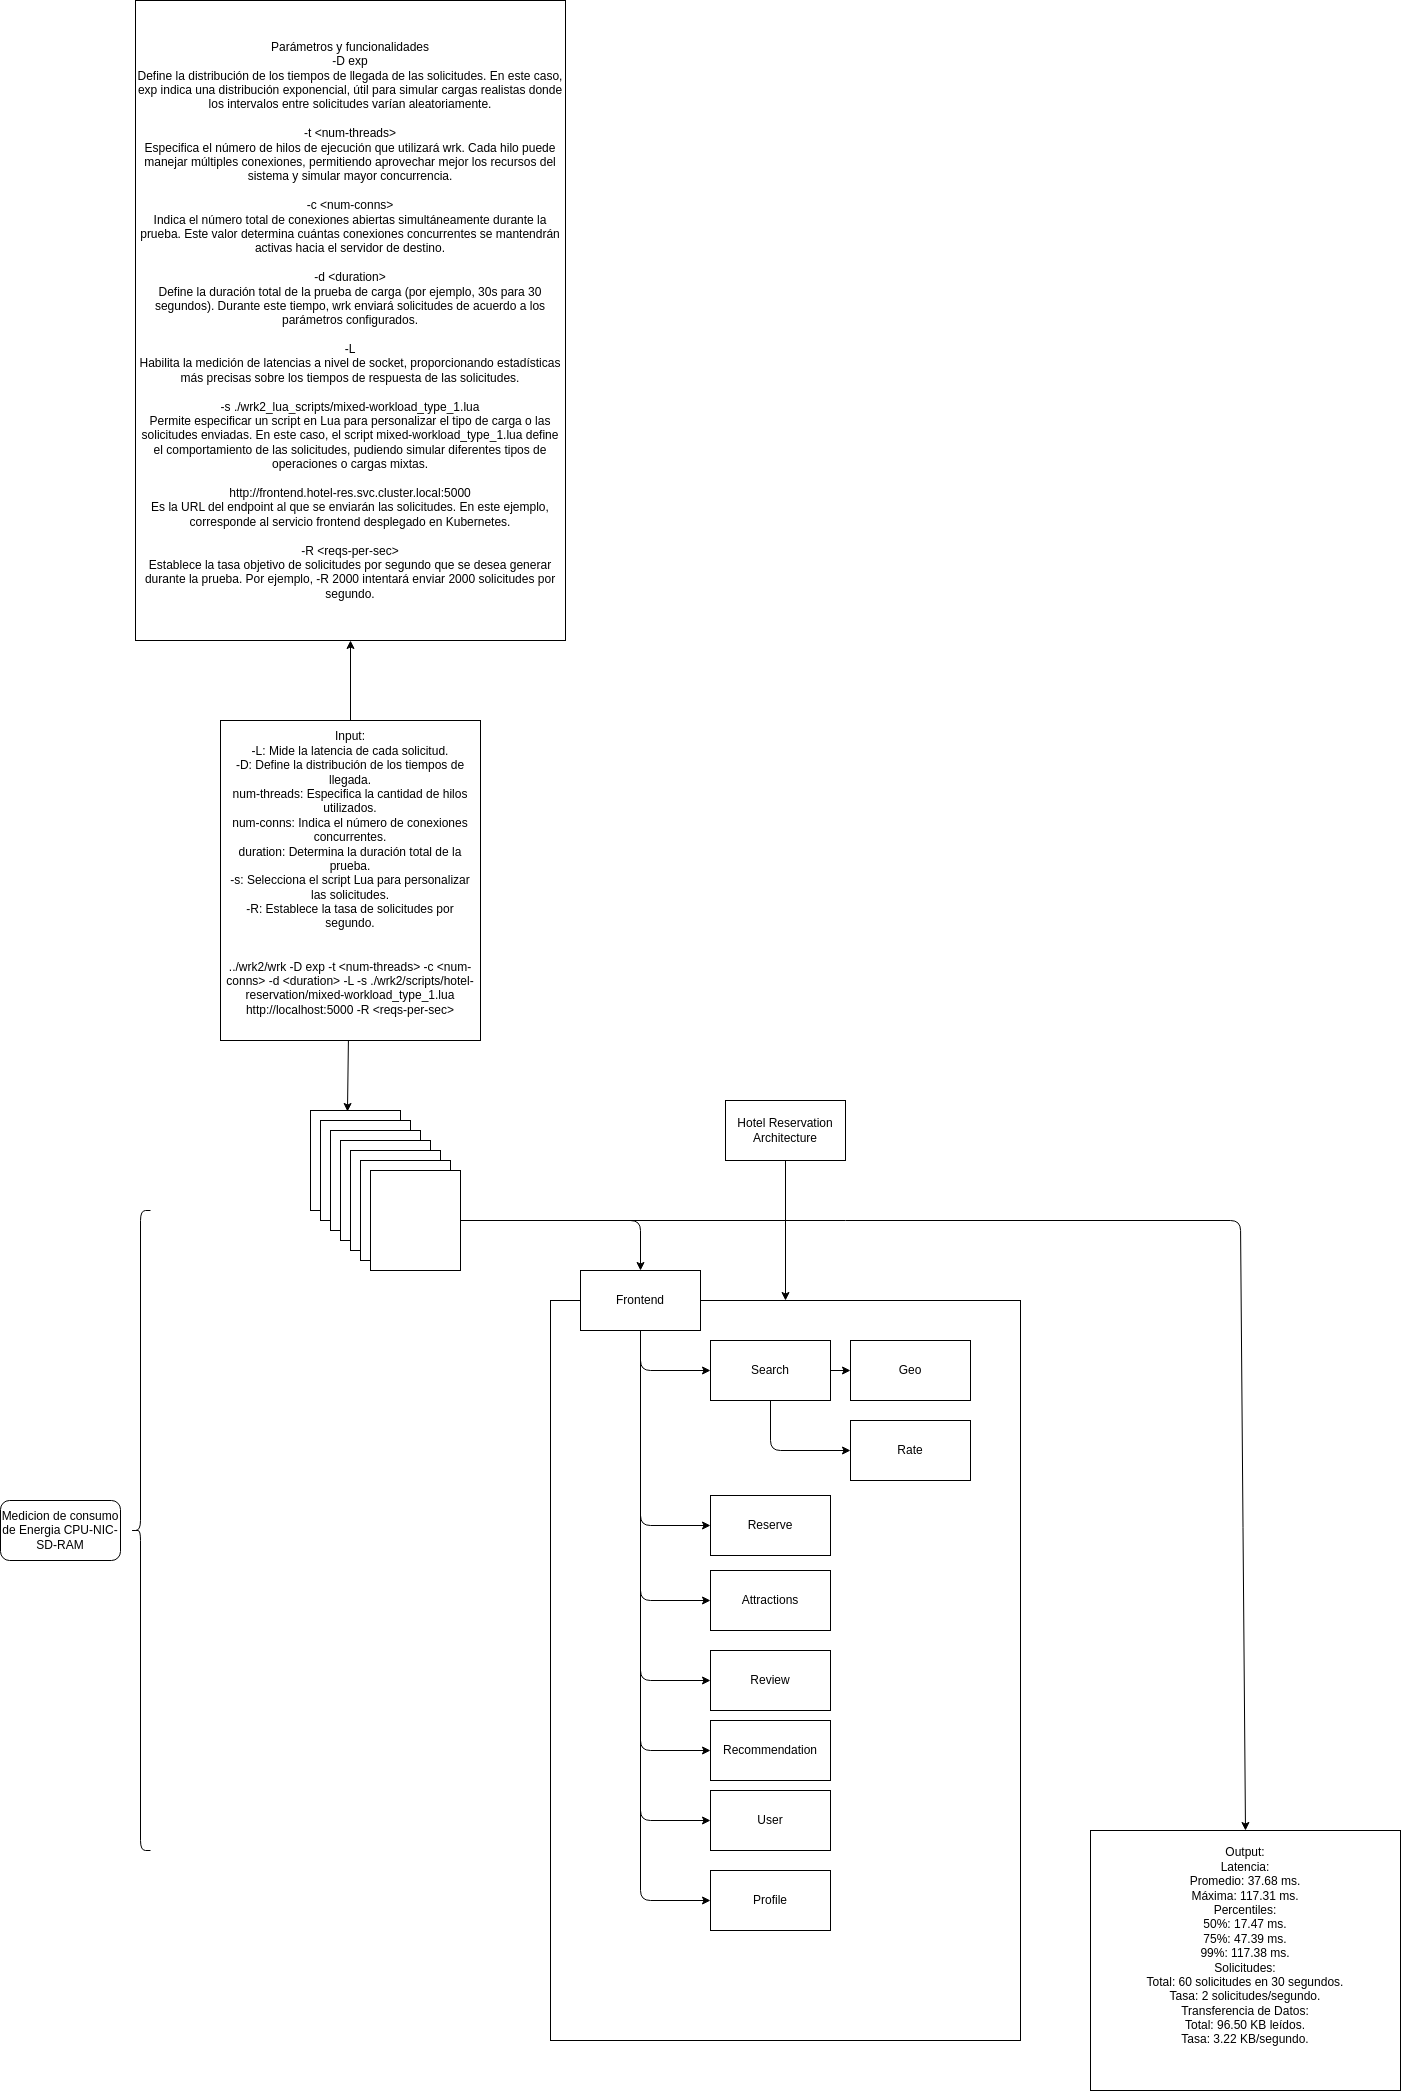 Parámetros y funcionalidades
-D exp
Define la distribución de los tiempos de llegada de las solicitudes. En este caso,
exp indica una distribución exponencial, útil para simular cargas realistas donde
los intervalos entre solicitudes varían aleatoriamente.
-t <num-threads>
Especifica el número de hilos de ejecución que utilizará wrk. Cada hilo puede
manejar múltiples conexiones, permitiendo aprovechar mejor los recursos del
sistema y simular mayor concurrencia.
-c <num-conns>
Indica el número total de conexiones abiertas simultáneamente durante la
prueba. Este valor determina cuántas conexiones concurrentes se mantendrán
activas hacia el servidor de destino.
-d <duration>
Define la duración total de la prueba de carga (por ejemplo, 30s para 30
segundos). Durante este tiempo, wrk enviará solicitudes de acuerdo a los
parámetros configurados.
-L
Habilita la medición de latencias a nivel de socket, proporcionando estadísticas
más precisas sobre los tiempos de respuesta de las solicitudes.
-s ./wrk2_lua_scripts/mixed-workload_type_1.lua
Permite especificar un script en Lua para personalizar el tipo de carga o las
solicitudes enviadas. En este caso, el script mixed-workload_type_1.lua define
el comportamiento de las solicitudes, pudiendo simular diferentes tipos de
operaciones o cargas mixtas.
http://frontend.hotel-res.svc.cluster.local:5000
Es la URL del endpoint al que se enviarán las solicitudes. En este ejemplo,
corresponde al servicio frontend desplegado en Kubernetes.
-R <reqs-per-sec>
Establece la tasa objetivo de solicitudes por segundo que se desea generar
durante la prueba. Por ejemplo, -R 2000 intentará enviar 2000 solicitudes por
segundo.
Input:
-L: Mide la latencia de cada solicitud.
-D: Define la distribución de los tiempos de
llegada.
num-threads: Especifica la cantidad de hilos
utilizados.
num-conns: Indica el número de conexiones
concurrentes.
duration: Determina la duración total de la
prueba.
-s: Selecciona el script Lua para personalizar
las solicitudes.
-R: Establece la tasa de solicitudes por
segundo.
../wrk2/wrk -D exp -t <num-threads> -c <num-
conns> -d <duration> -L -s ./wrk2/scripts/hotel-
reservation/mixed-workload_type_1.lua
http://localhost:5000 -R <reqs-per-sec>
Hotel Reservation
Architecture
Frontend
Search
Geo
Rate
Reserve
Medicion de consumo
de Energia CPU-NIC-
SD-RAM
Attractions
Review
Recommendation
User
Profile
Output:
Latencia:
Promedio: 37.68 ms.
Máxima: 117.31 ms.
Percentiles:
50%: 17.47 ms.
75%: 47.39 ms.
99%: 117.38 ms.
Solicitudes:
Total: 60 solicitudes en 30 segundos.
Tasa: 2 solicitudes/segundo.
Transferencia de Datos:
Total: 96.50 KB leídos.
Tasa: 3.22 KB/segundo.